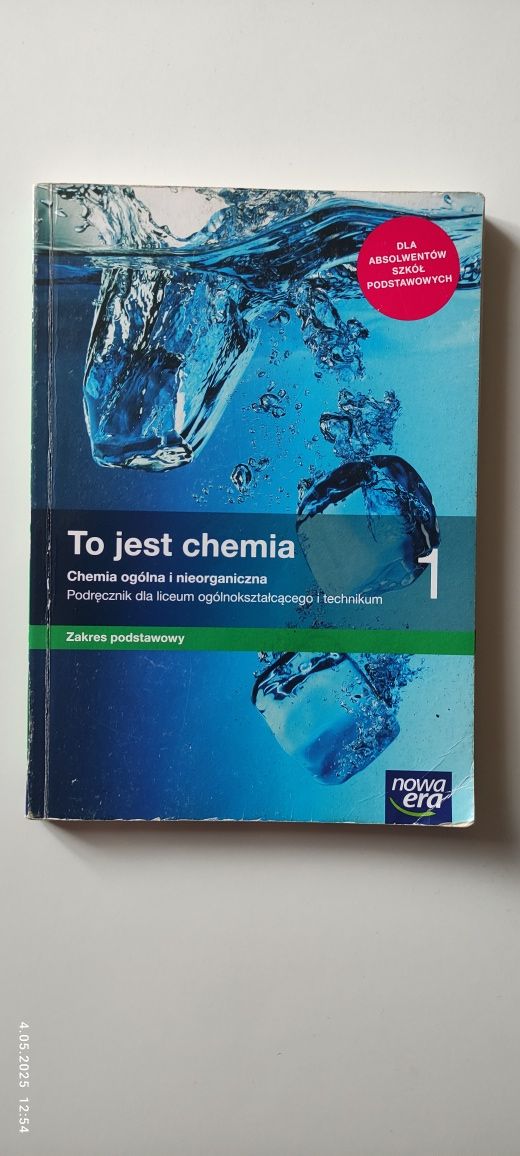 DLA
ABSOLWENTÓW
SZKÓŁ
PODSTAWOWYCH
To jest chemia
1
Chemia ogólna i nieorganiczna
Podręcznik dla liceum ogólnokształcącego i technikum
Zakres podstawowy
nowa
era
4.05.2025 12:54